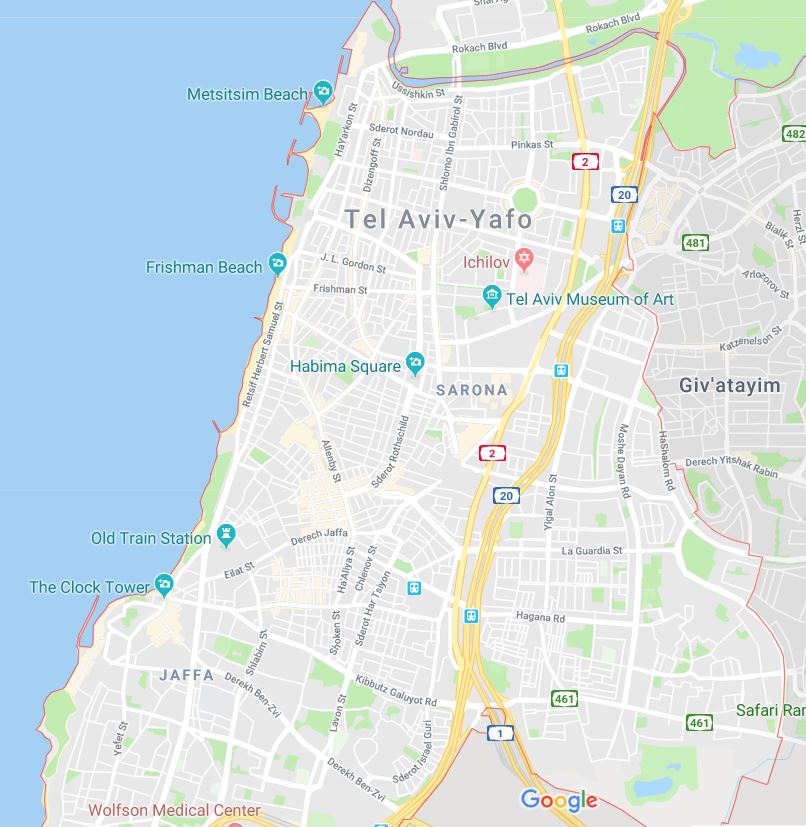 Shai Ag
Rokach Blvd
Rokach Blvd
Metsitsim Beach
Ussishkin St
482
HaYarkon St
Dizengoff St
Sderot Nordau
Shlomo Ibn Gabirol St
Pinkas St
2
20
Tel Aviv-Yafo
Herzl St
Bialik St
481
Ichilov
J. L. Gordon St
Frishman Beach
Arlozorov St
Frishman St
Tel Aviv Museum of Art
Retsif Herbert Samuel St
Katzenelson St
Habima Square
SARONA
Giv'atayim
Allenby St
Sderot Rothschild
Moshe Dayan Rd
HaShalom Rd
2
Derech Yitshak Rabin
20
Yigal Alon St
Old Train Station
Derech Jaffa
La Guardia St
Eilat St
Ha'Aliya St
Chlenov St
The Clock Tower
Sderot Har Tsiyon
Shoken St
Hagana Rd
Shlabim St
JAFFA
Derech Ben-Zvi
Kibbutz Galuyot Rd
461
461
Safari Ran
Lavon St
Yefet St
1
Sderot Israel Guri
Derekh Ben-Zvi
Google
Wolfson Medical Center